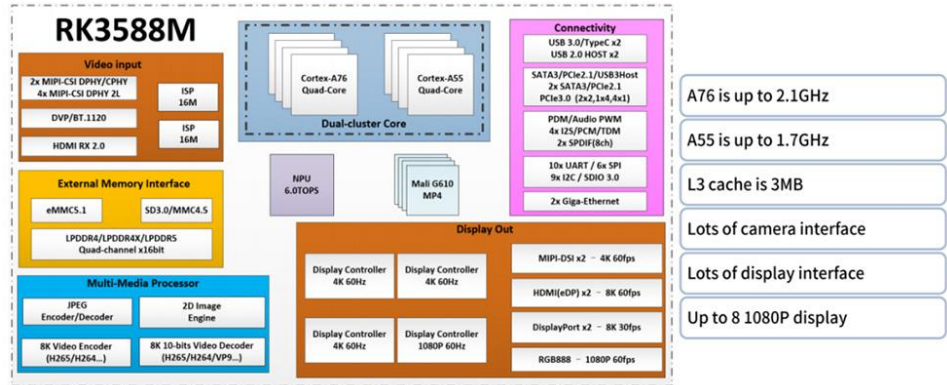 RK3588M
Video input
2x MIPI-CSI DPHY/CPHY
4x MIPI-CSI DPHY 2L
DVP/BT.1120
HDMI RX 2.0
ISP
16M
ISP
16M
Cortex-A76
Quad-Core
Cortex-A55
Quad-Core
Dual-cluster Core
Connectivity
USB 3.0/TypeC x2
USB 2.0 HOST x2
SATA3/PCIe2.1/USB3Host
2x SATA3/PCIe2.1
PCIe3.0 (2x2,1x4,4x1)
PDM/Audio PWM
4x I2S/PCM/TDM
2x SPDIF(8ch)
10x UART / 6x SPI
9x I2C / SDIO 3.0
2x Giga-Ethernet
External Memory Interface
eMMC5.1
SD3.0/MMC4.5
LPDDR4/LPDDR4X/LPDDR5
Quad-channel x16bit
NPU
6.0TOPS
Mali G610
MP4
Multi-Media Processor
JPEG
Encoder/Decoder
2D Image
Engine
8K Video Encoder
(H265/H264...)
8K 10-bits Video Decoder
(H265/H264/VP9...)
Display Out
Display Controller
4K 60Hz
Display Controller
4K 60Hz
Display Controller
4K 60Hz
Display Controller
1080P 60Hz
MIPI-DSI x2 – 4K 60fps
HDMI(eDP) x2 – 8K 60fps
DisplayPort x2 – 8K 30fps
RGB888 – 1080P 60fps
A76 is up to 2.1GHz
A55 is up to 1.7GHz
L3 cache is 3MB
Lots of camera interface
Lots of display interface
Up to 8 1080P display